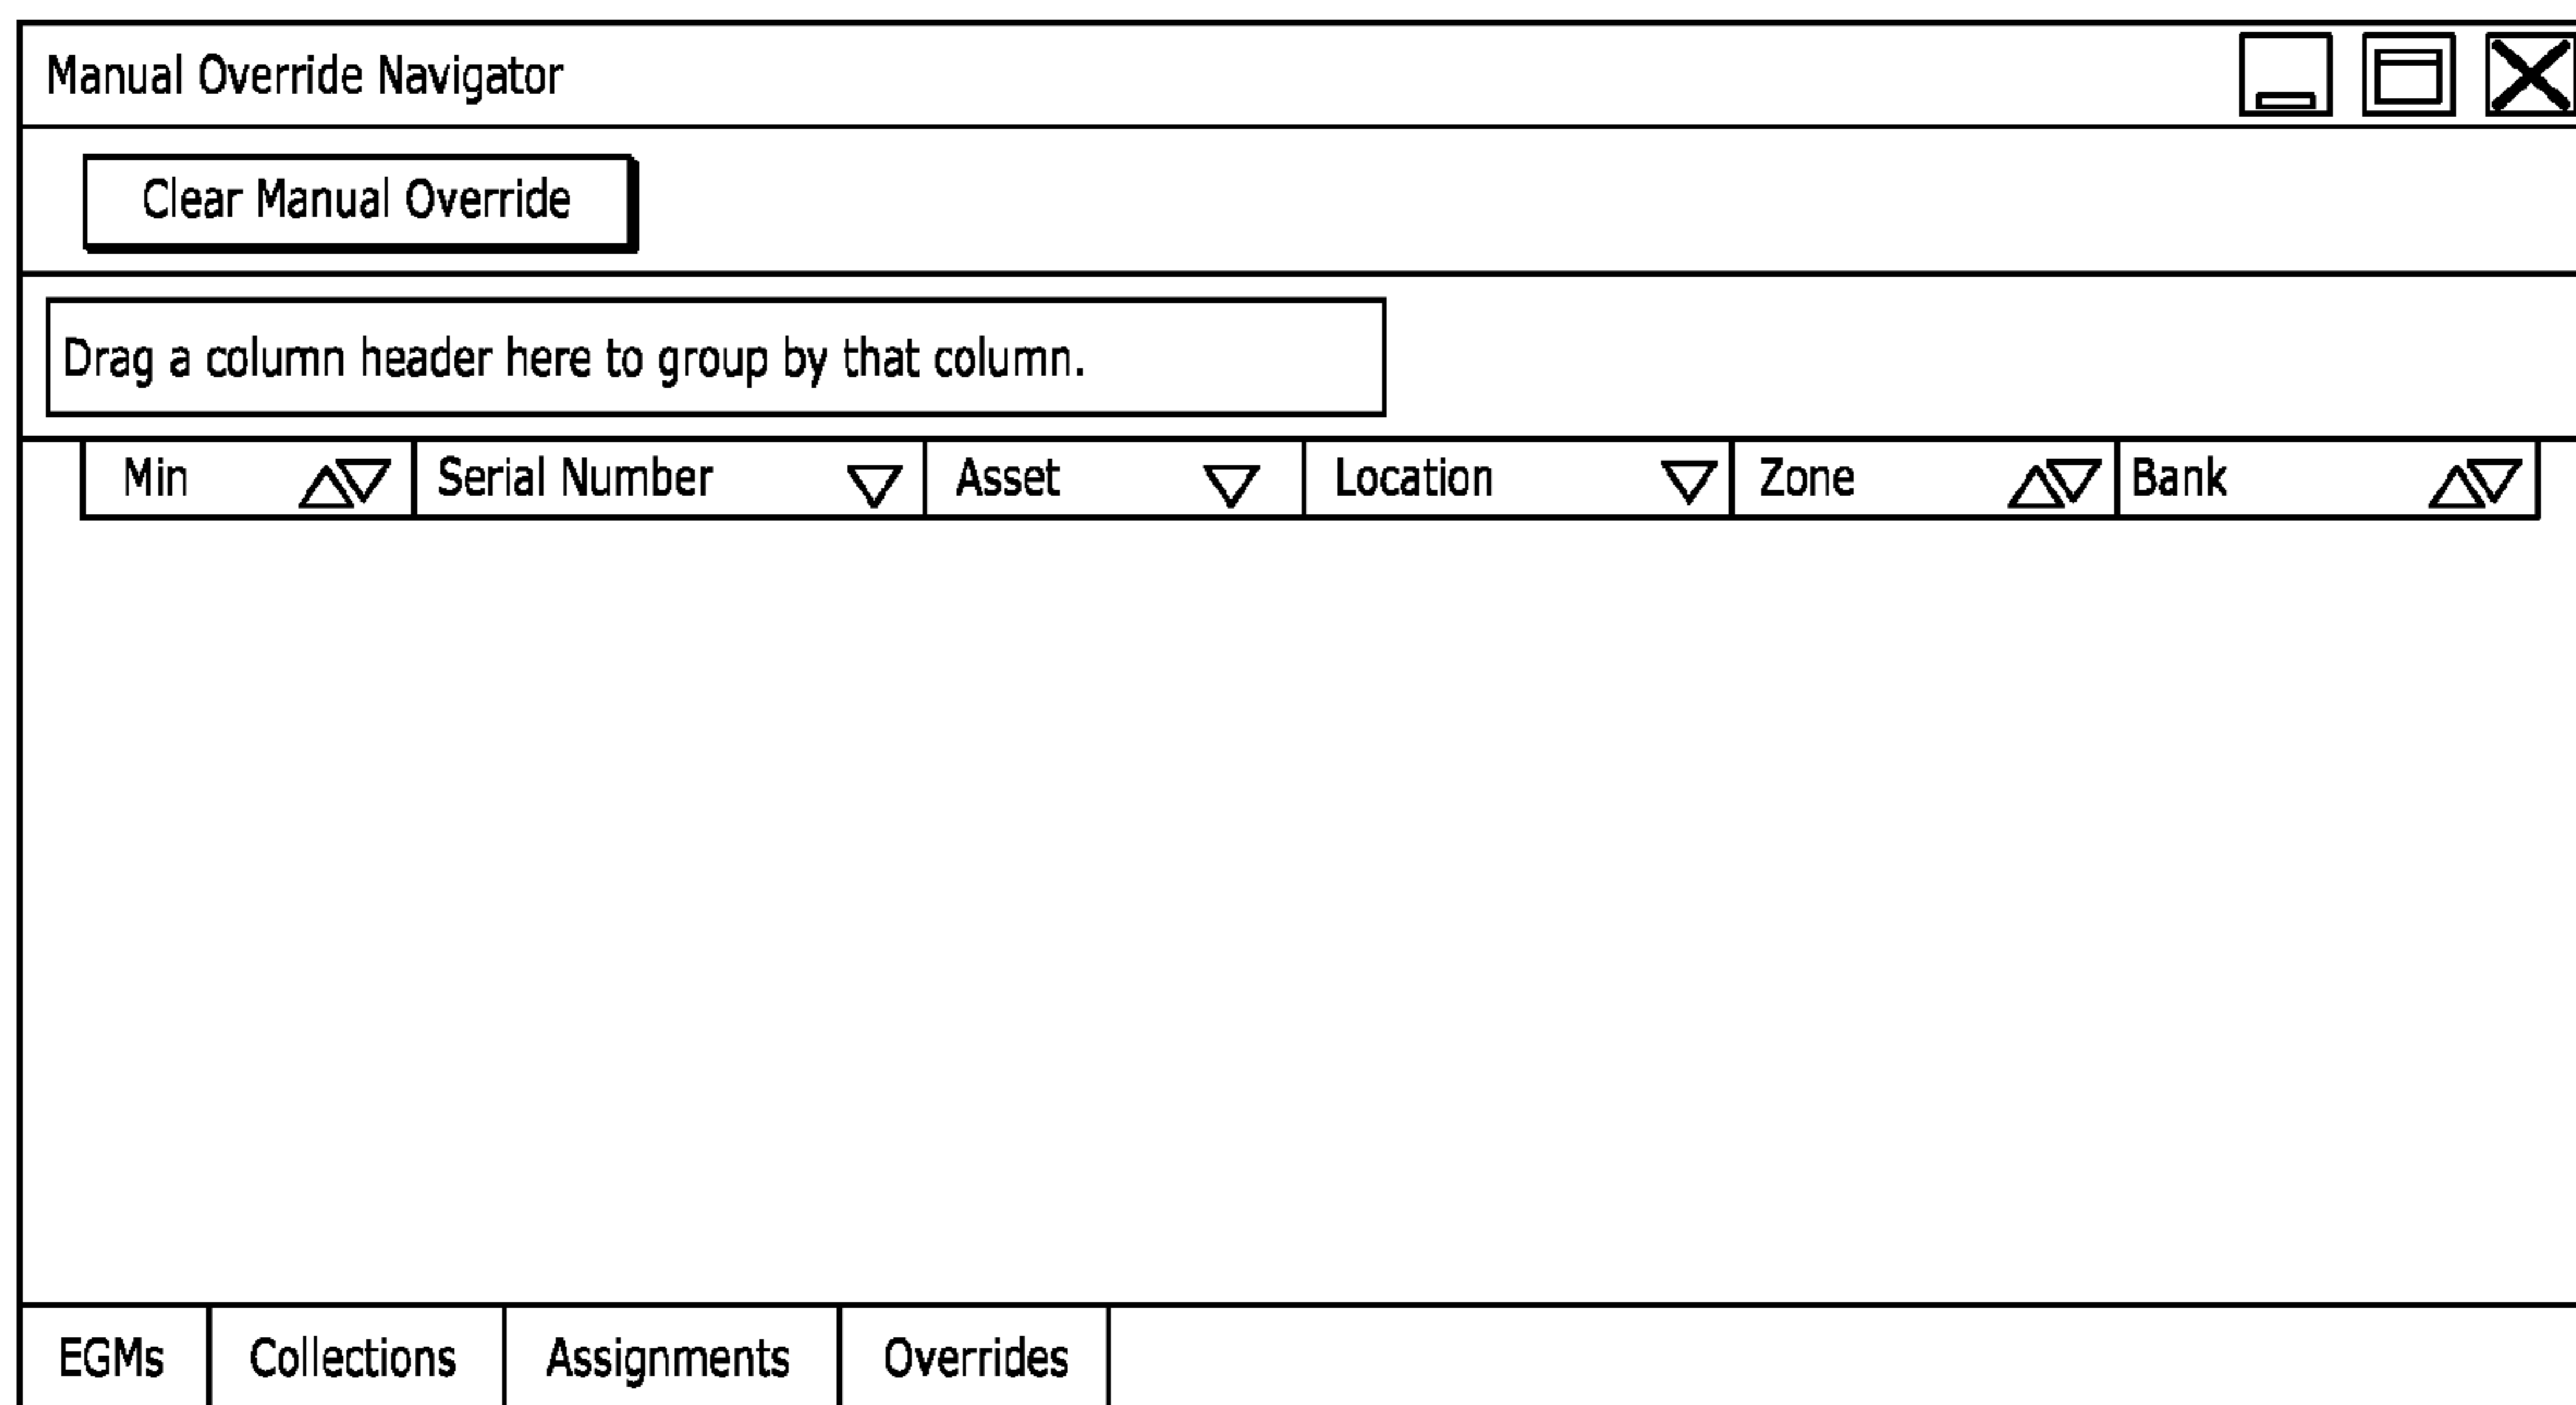 Manual Override Navigator
Clear Manual Override
Drag a column header here to group by that column.
Min Serial Number Asset Location Zone Bank
EGMs Collections Assignments Overrides